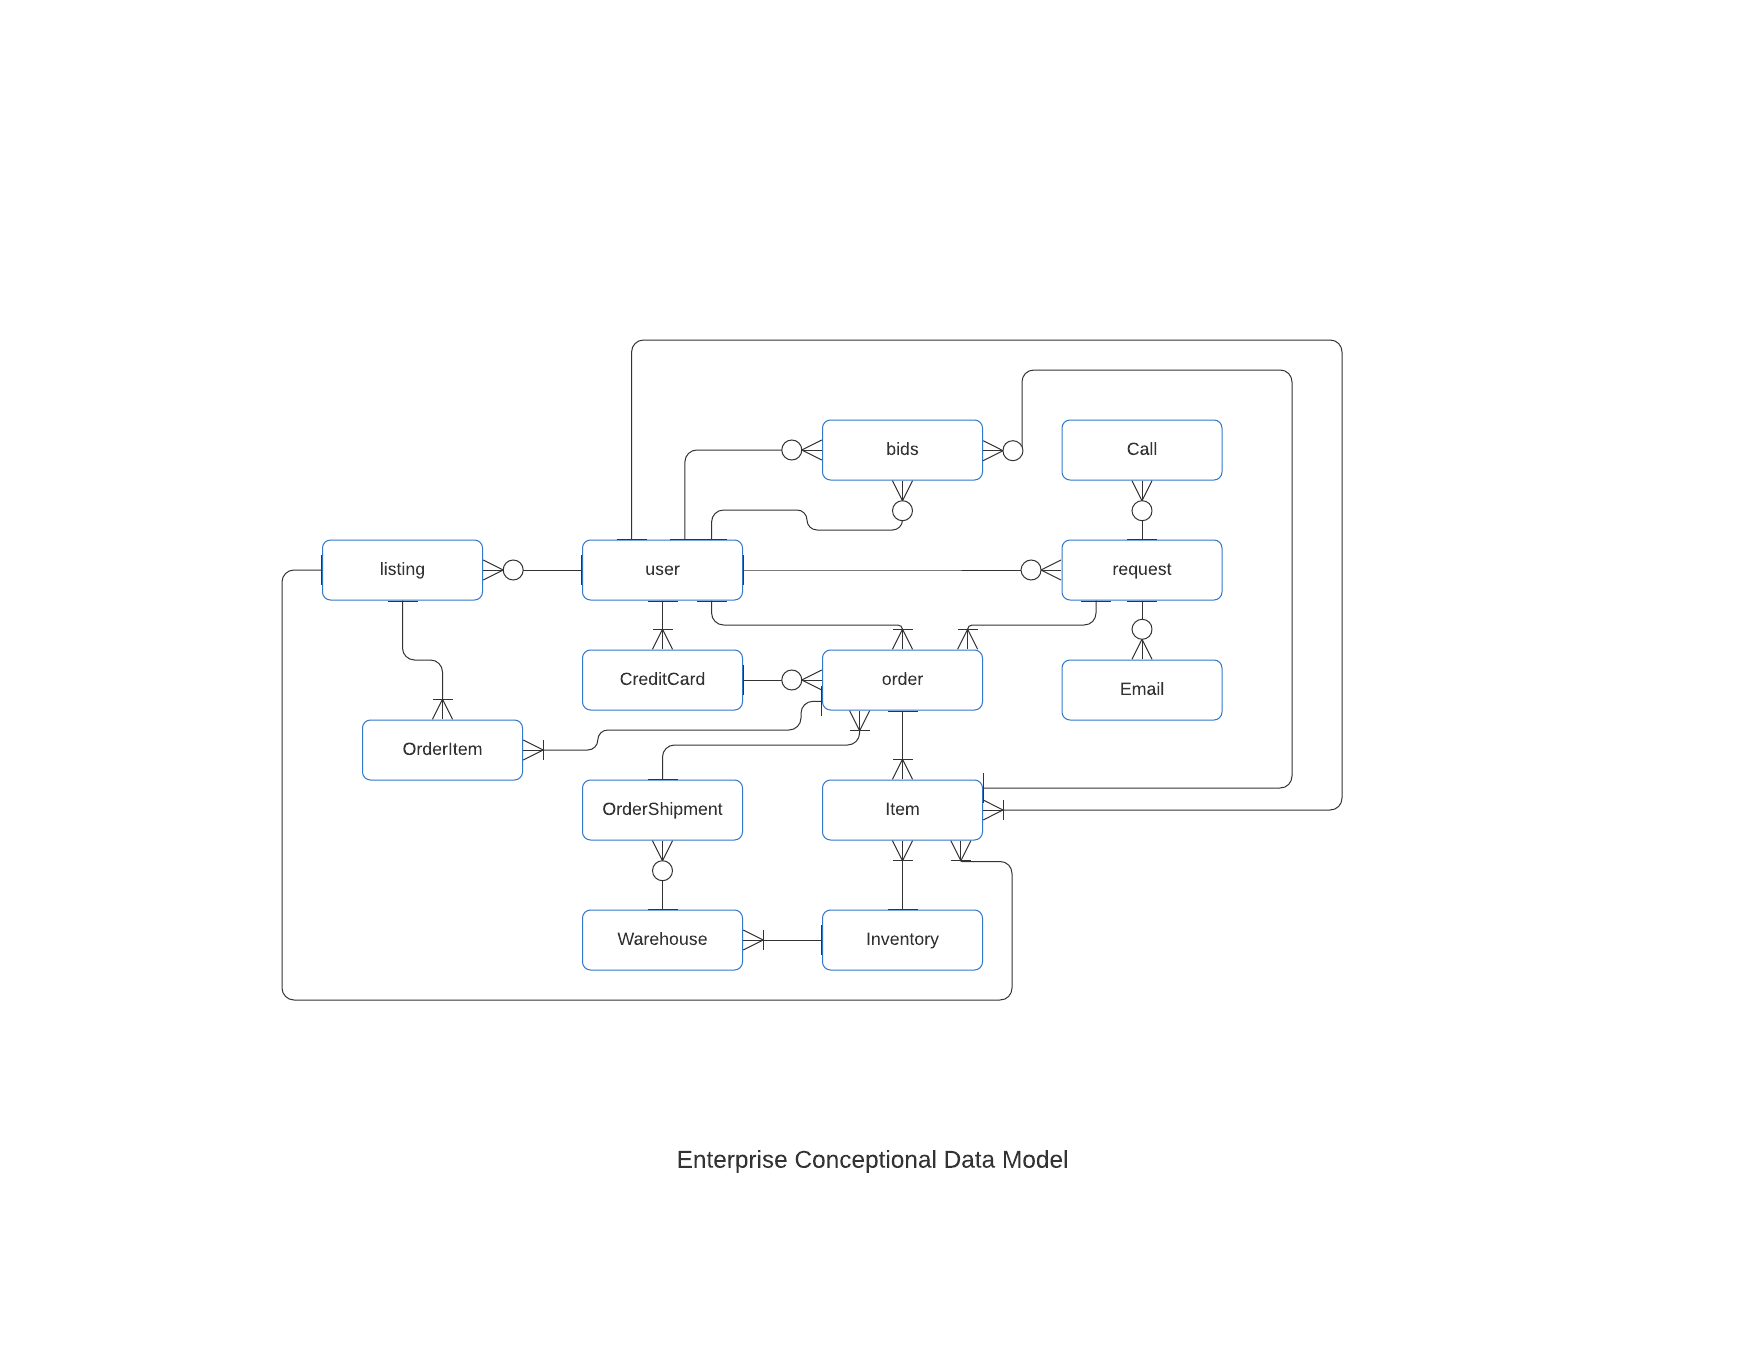 bids
Call
listing
user
request
CreditCard
order
Email
OrderItem
OrderShipment
Item
Warehouse
Inventory
Enterprise Conceptional Data Model